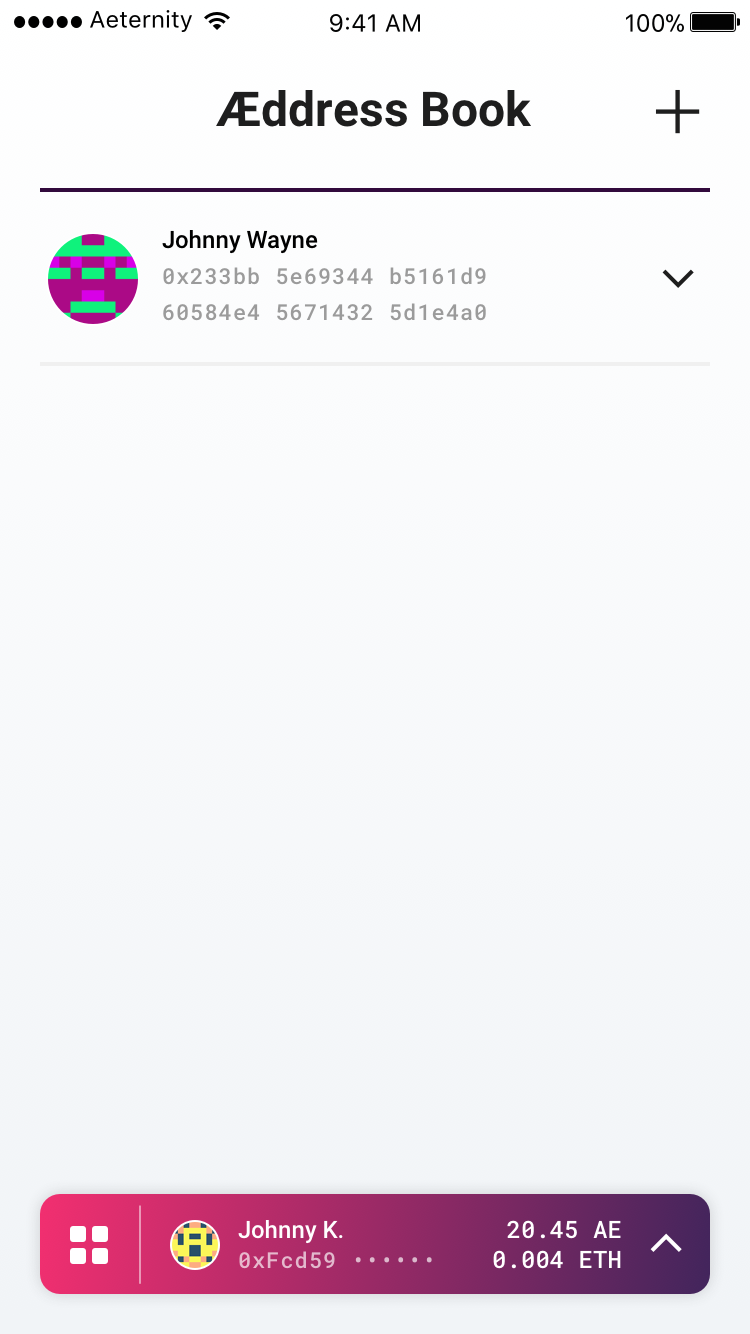 ●●●●● Aeternity 9:41 AM 100%
Æddress Book
Johnny Wayne
0x233bb 5e69344 b5161d9
60584e4 5671432 5d1e4a0
Johnny K. 20.45 AE
0xFcd59 •••••• 0.004 ETH